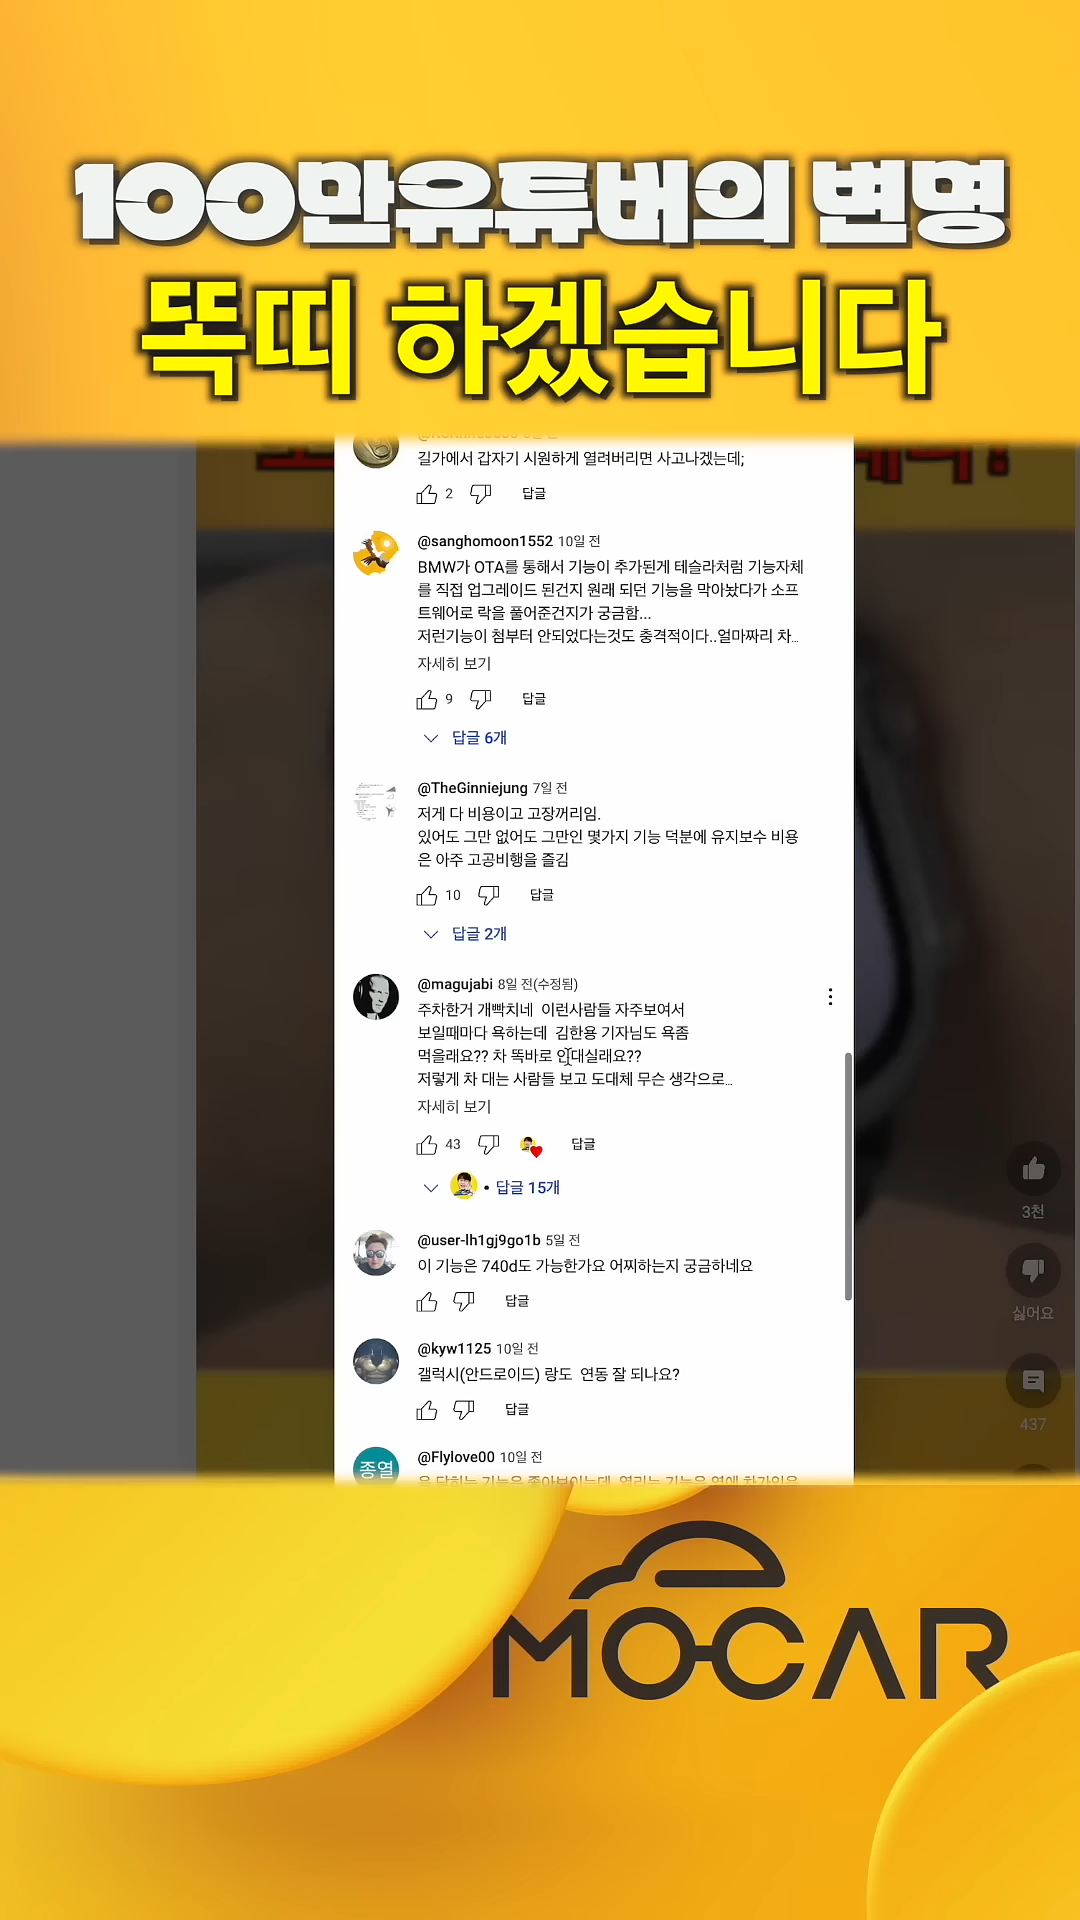 100만유튜버의 변명
똑띠 하겠습니다
길가에서 갑자기 시원하게 열려버리면 사고나겠는데;
2 답글
@sanghomoon1552 10일 전
BMW가 OTA를 통해서 기능이 추가된게 테슬라처럼 기능자체
를 직접 업그레이드 된건지 원래 되던 기능을 막아놨다가 소프
트웨어로 락을 풀어준건지가 궁금함...
저런기능이 첨부터 안되었다는것도 충격적이다..얼마짜리 차...
자세히 보기
9 답글
답글 6개
@TheGinniejung 7일 전
저게 다 비용이고 고장꺼리임.
있어도 그만 없어도 그만인 몇가지 기능 덕분에 유지보수 비용
은 아주 고공비행을 즐김
10 답글
답글 2개
@magujabi 8일 전(수정됨)
주차한거 개빡치네 이런사람들 자주보여서
보일때마다 욕하는데 김한용 기자님도 욕좀
먹을래요?? 차 똑바로 안대실래요??
저렇게 차 대는 사람들 보고 도대체 무슨 생각으로...
자세히 보기
43 답글
• 답글 15개
@user-lh1gj9go1b 5일 전
이 기능은 740d도 가능한가요 어찌하는지 궁금하네요
답글
@kyw1125 10일 전
갤럭시(안드로이드) 랑도 연동 잘 되나요?
답글
종열
@Flylove00 10일 전
3천
싫어요
437
MOCAR